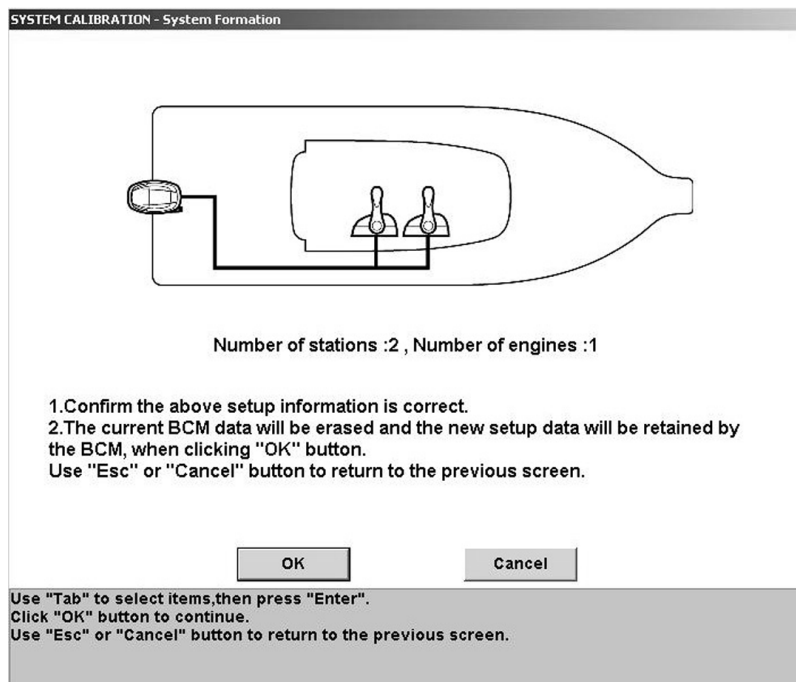 SYSTEM CALIBRATION - System Formation
Number of stations :2 , Number of engines :1
1.Confirm the above setup information is correct.
2.The current BCM data will be erased and the new setup data will be retained by
the BCM, when clicking "OK" button.
Use "Esc" or "Cancel" button to return to the previous screen.
OK
Cancel
Use "Tab" to select items,then press "Enter".
Click "OK" button to continue.
Use "Esc" or "Cancel" button to return to the previous screen.